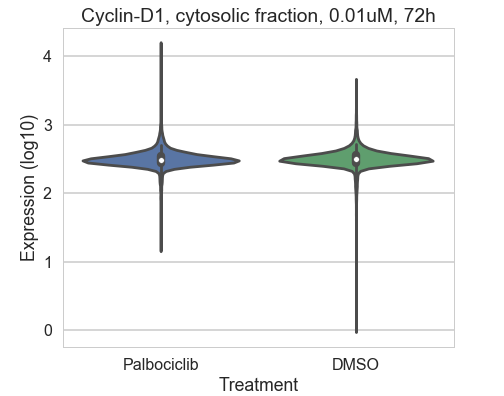 Cyclin-D1, cytosolic fraction, 0.01uM, 72h
4
3
2
1
0
Expression (log10)
Palbociclib DMSO
Treatment